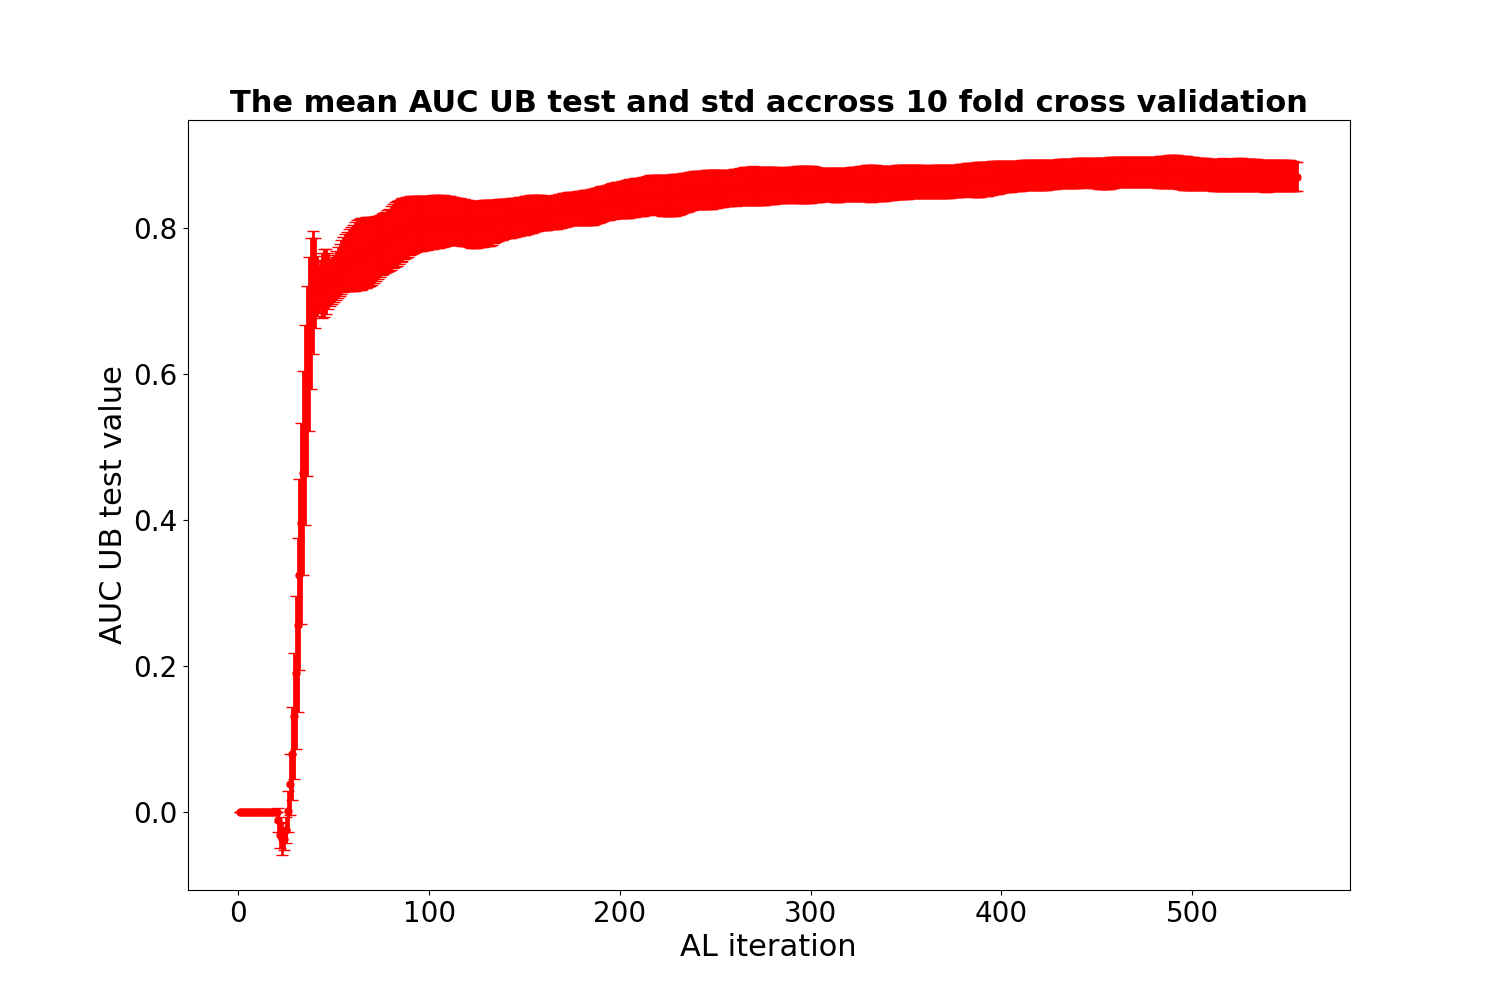 The mean AUC UB test and std accross 10 fold cross validation
AUC UB test value
0.8
0.6
0.4
0.2
0.0
0 100 200 300 400 500
AL iteration